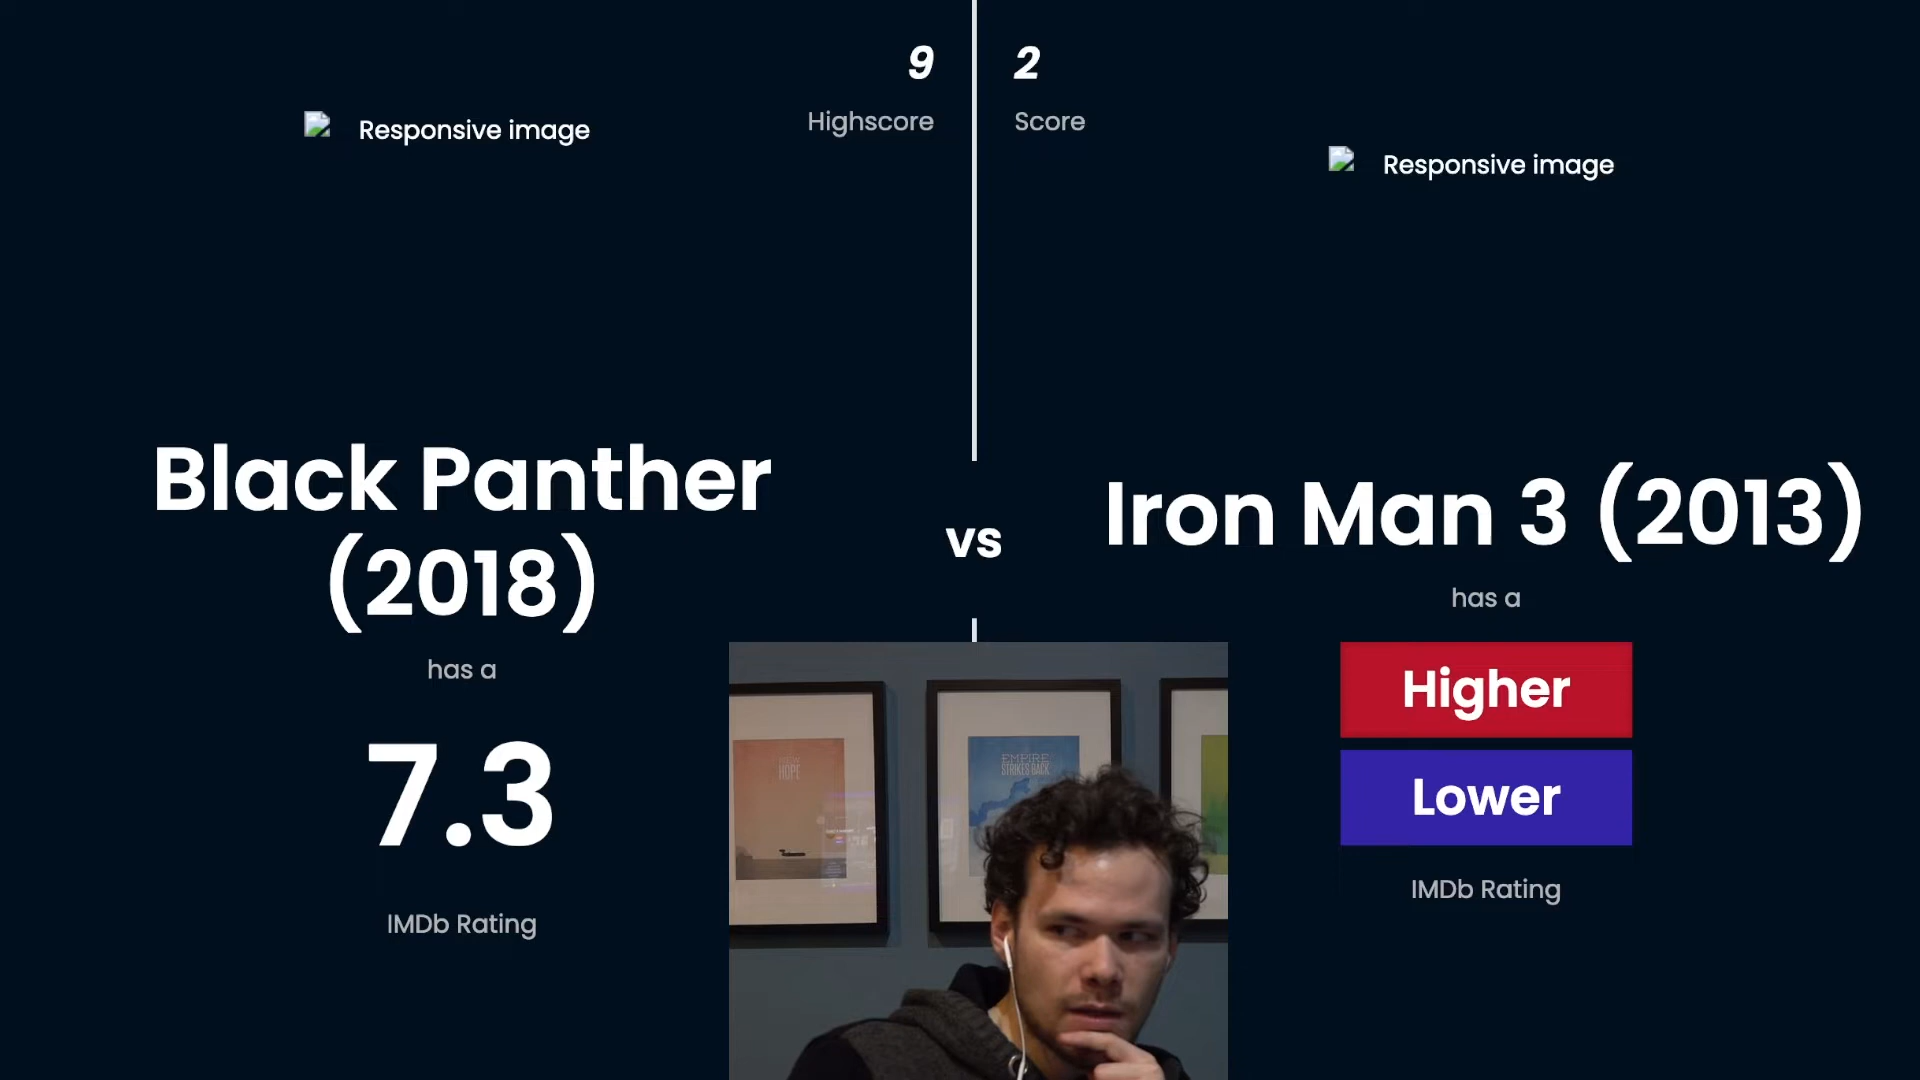 9
Highscore
2
Score
Responsive image
Responsive image
Black Panther
(2018)
has a
7.3
IMDb Rating
vs
Iron Man 3 (2013)
has a
Higher
Lower
IMDb Rating
HOPE
EMPIRE
STRIKES BACK